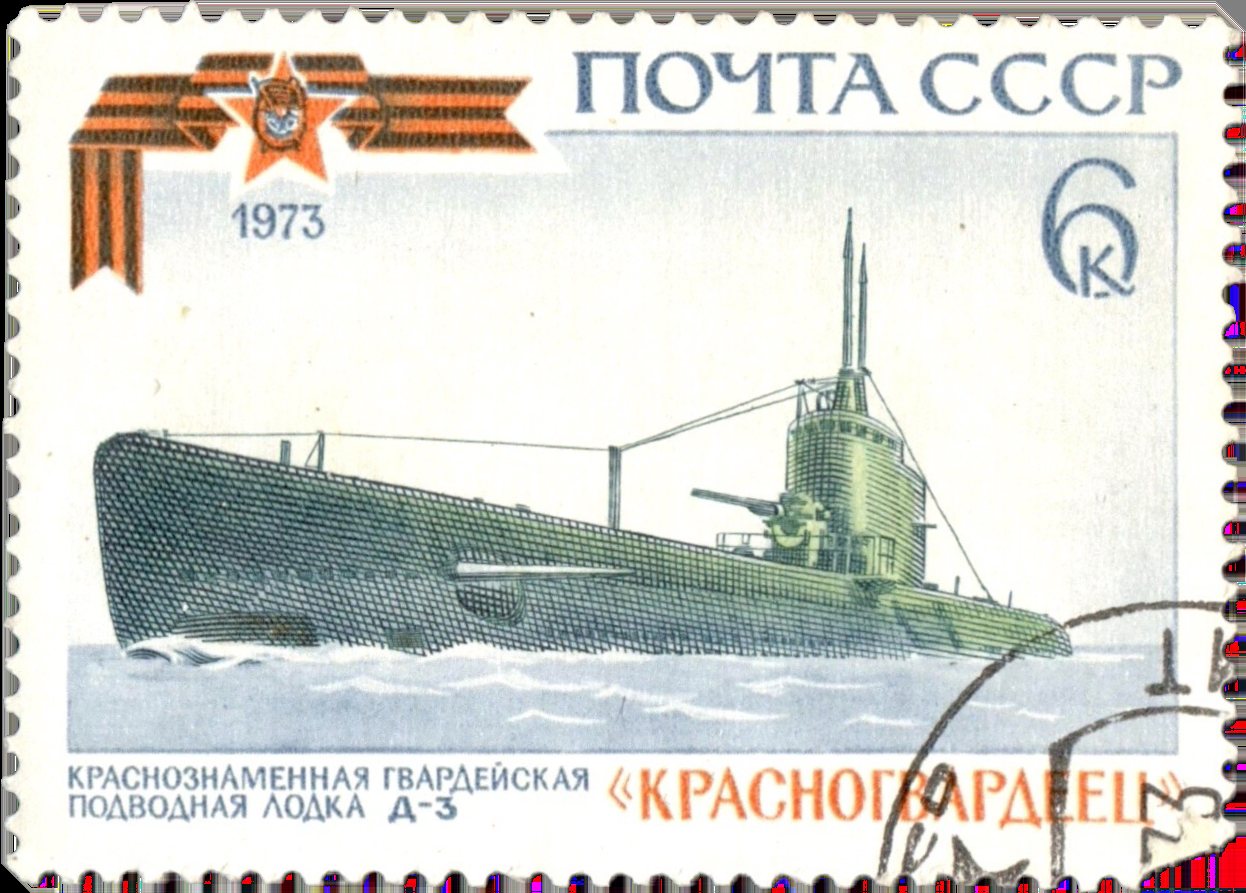 ПОЧТА СССР
1973
6
К
КРАСНОЗНАМЕННАЯ ГВАРДЕЙСКАЯ
ПОДВОДНАЯ ЛОДКА Д-3
«КРАСНОГВАРДЕЕЦ»